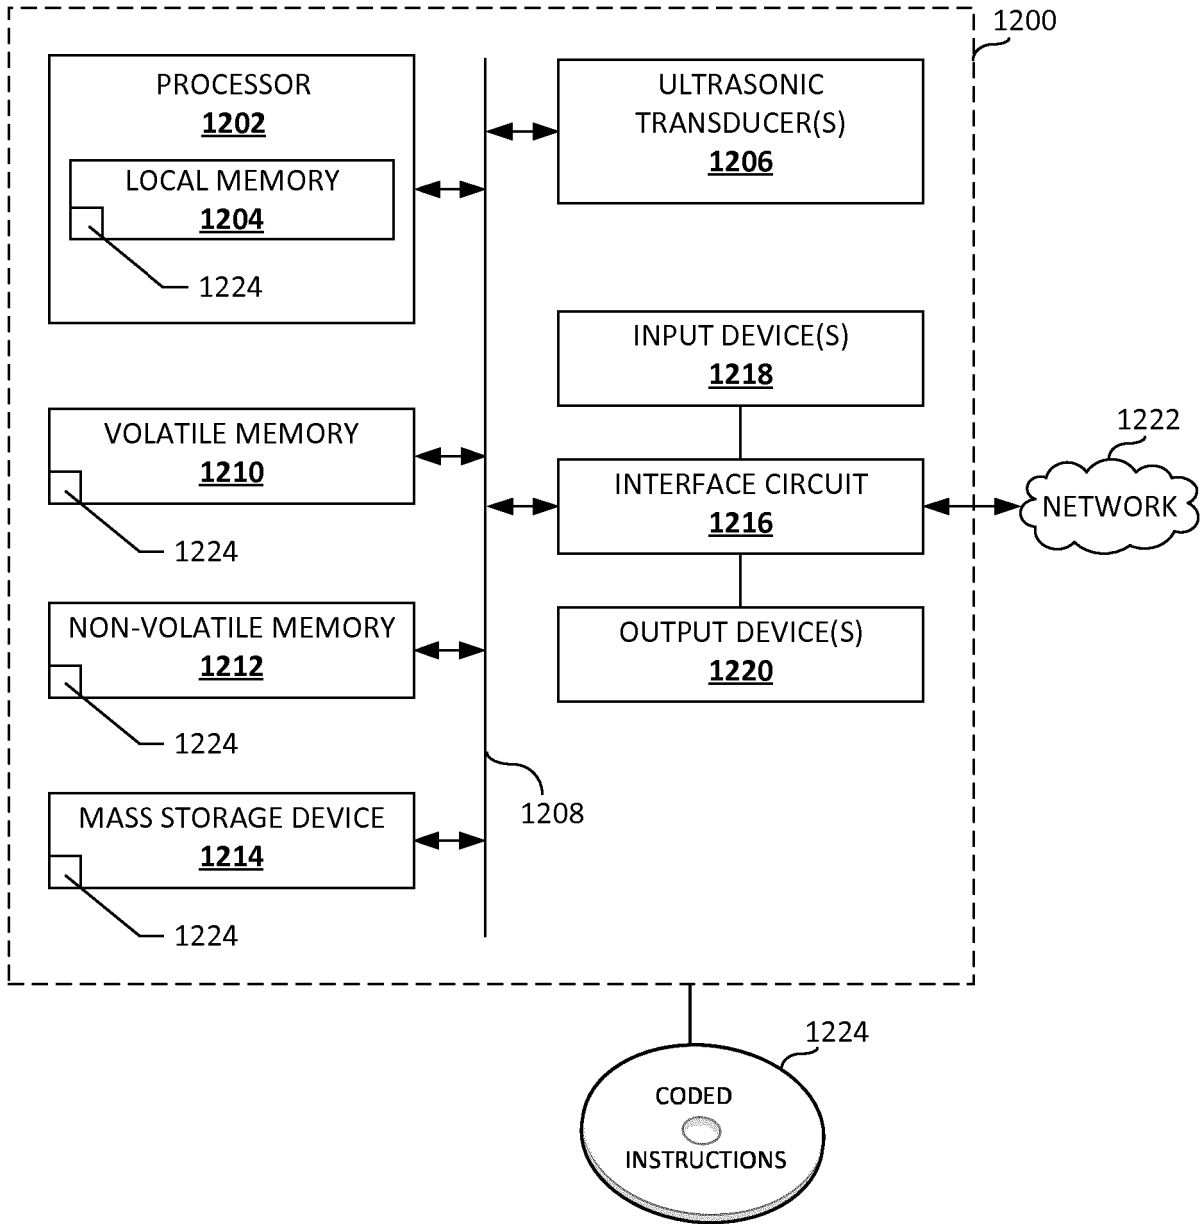 1200
PROCESSOR
1202
LOCAL MEMORY
1204
1224
ULTRASONIC
TRANSDUCER(S)
1206
INPUT DEVICE(S)
1218
VOLATILE MEMORY
1210
1224
INTERFACE CIRCUIT
1216
1222
NETWORK
NON-VOLATILE MEMORY
1212
1224
OUTPUT DEVICE(S)
1220
MASS STORAGE DEVICE
1214
1224
1208
1224
CODED
INSTRUCTIONS